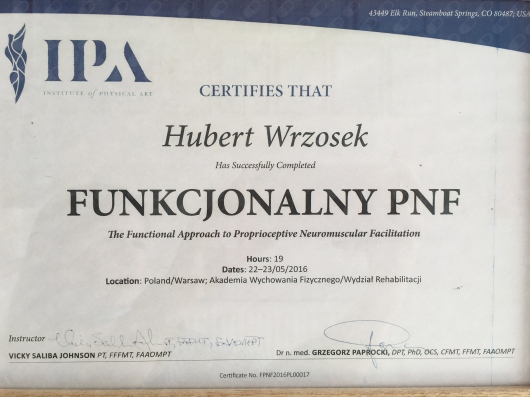 43449 Elk Run, Steamboat Springs, CO 80487; USA
IPA
INSTITUTE of PHYSICAL ART
CERTIFIES THAT
Hubert Wrzosek
Has Successfully Completed
FUNKCJONALNY PNF
The Functional Approach to Proprioceptive Neuromuscular Facilitation
Hours: 19
Dates: 22–23/05/2016
Location: Poland/Warsaw; Akademia Wychowania Fizycznego/Wydział Rehabilitacji
Instructor
VICKY SALIBA JOHNSON PT, FFFMT, FAAOMPT
Dr n. med. GRZEGORZ PAPROCKI, DPT, PhD, OCS, CFMT, FFMT, FAAOMPT
Certificate No. FPNF2016PL00017